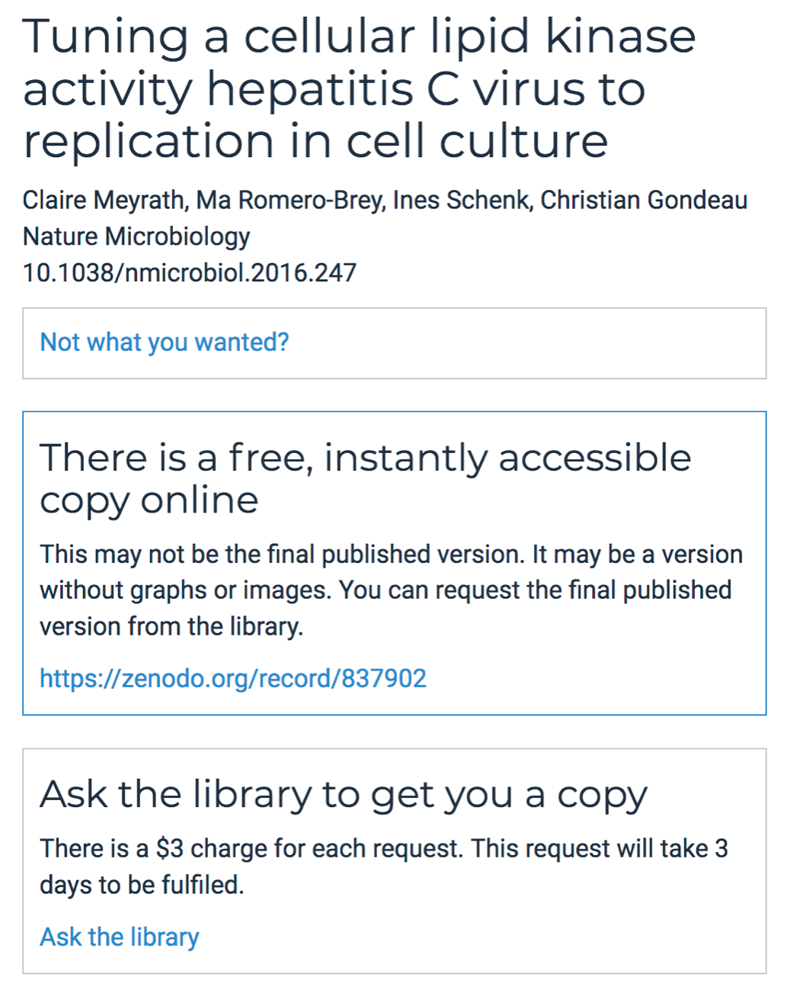 Tuning a cellular lipid kinase
activity hepatitis C virus to
replication in cell culture
Claire Meyrath, Ma Romero-Brey, Ines Schenk, Christian Gondeau
Nature Microbiology
10.1038/nmicrobiol.2016.247
Not what you wanted?
There is a free, instantly accessible
copy online
This may not be the final published version. It may be a version
without graphs or images. You can request the final published
version from the library.
https://zenodo.org/record/837902
Ask the library to get you a copy
There is a $3 charge for each request. This request will take 3
days to be fulfiled.
Ask the library